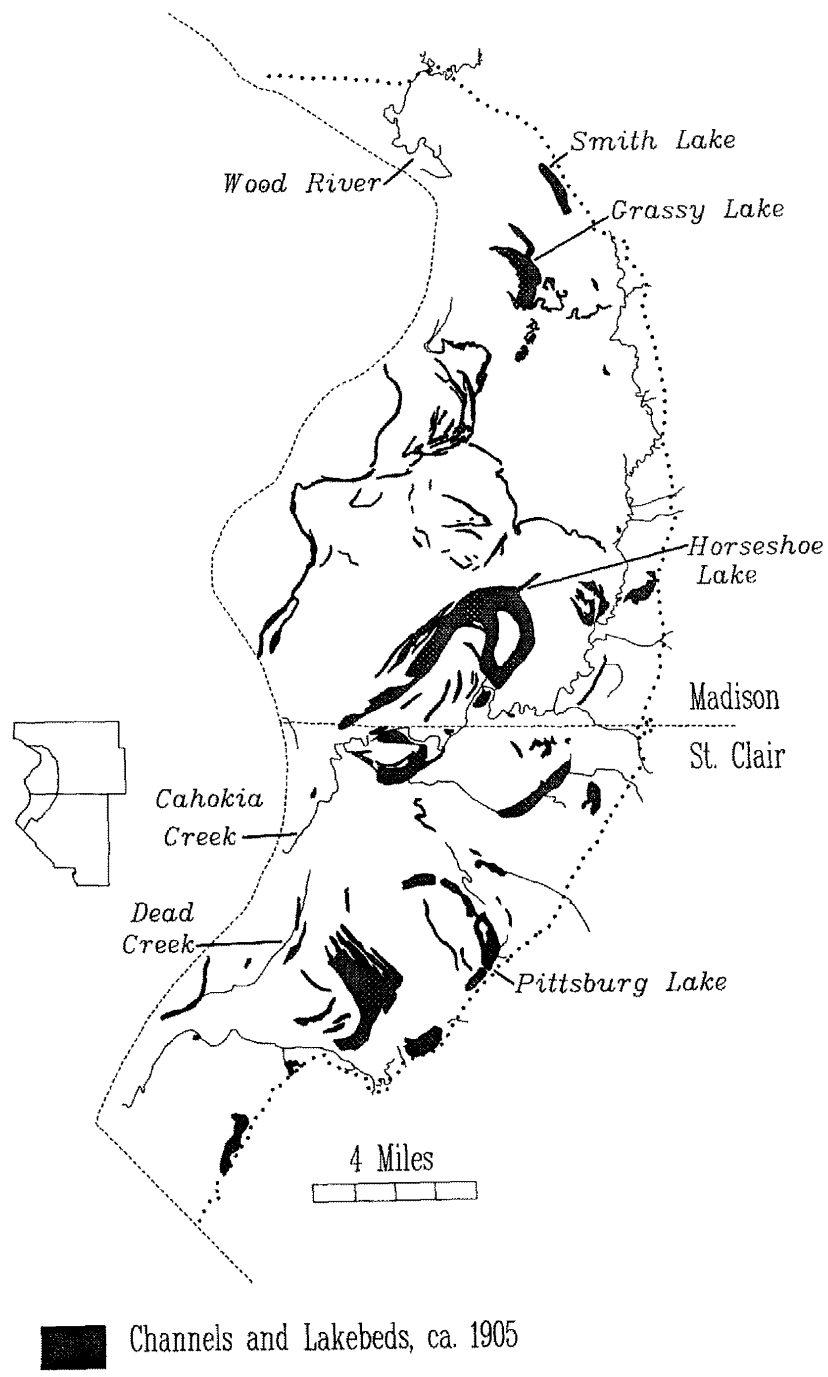 Smith Lake
Wood River
Grassy Lake
Horseshoe
Lake
Madison
St. Clair
Cahokia
Creek
Dead
Creek
Pittsburg Lake
4 Miles
Channels and Lakebeds, ca. 1905